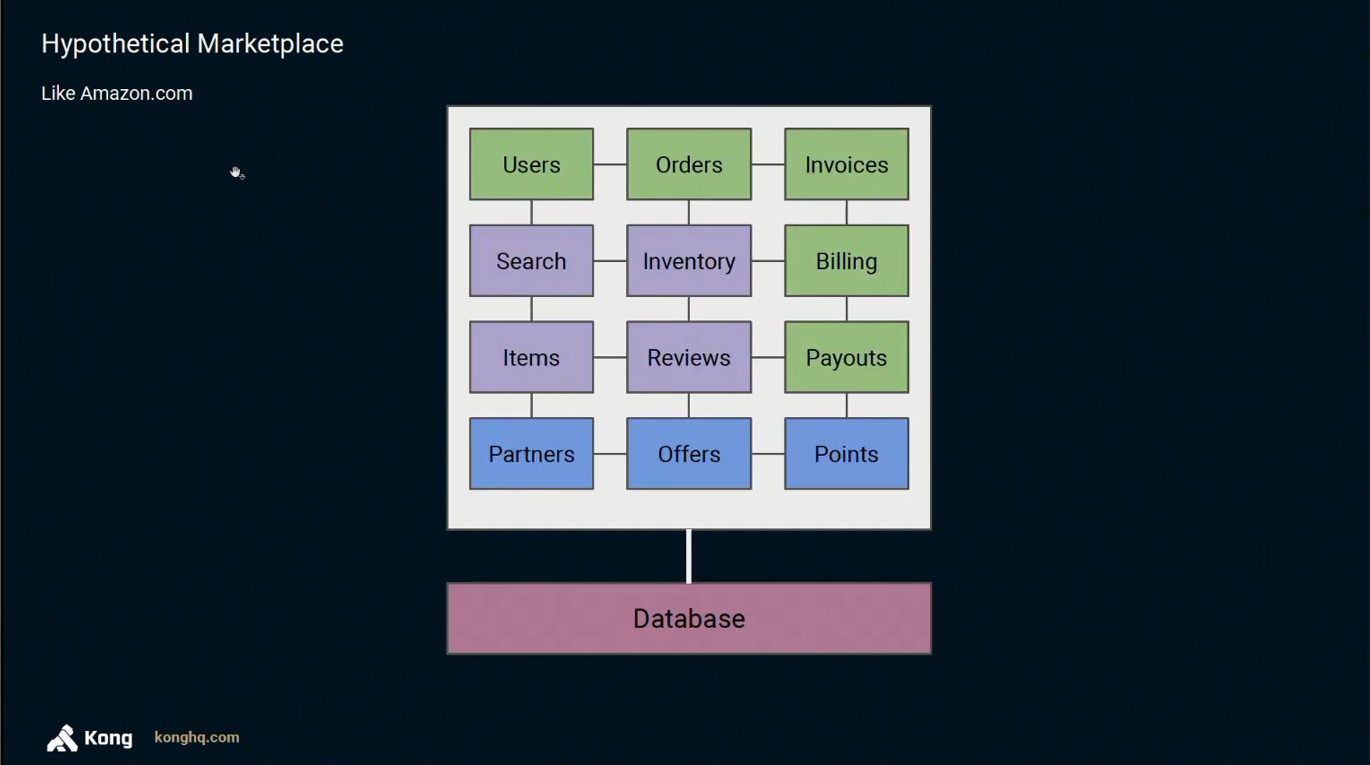 Hypothetical Marketplace
Like Amazon.com
Users
Orders
Invoices
Search
Inventory
Billing
Items
Reviews
Payouts
Partners
Offers
Points
Database
Kong
konghq.com